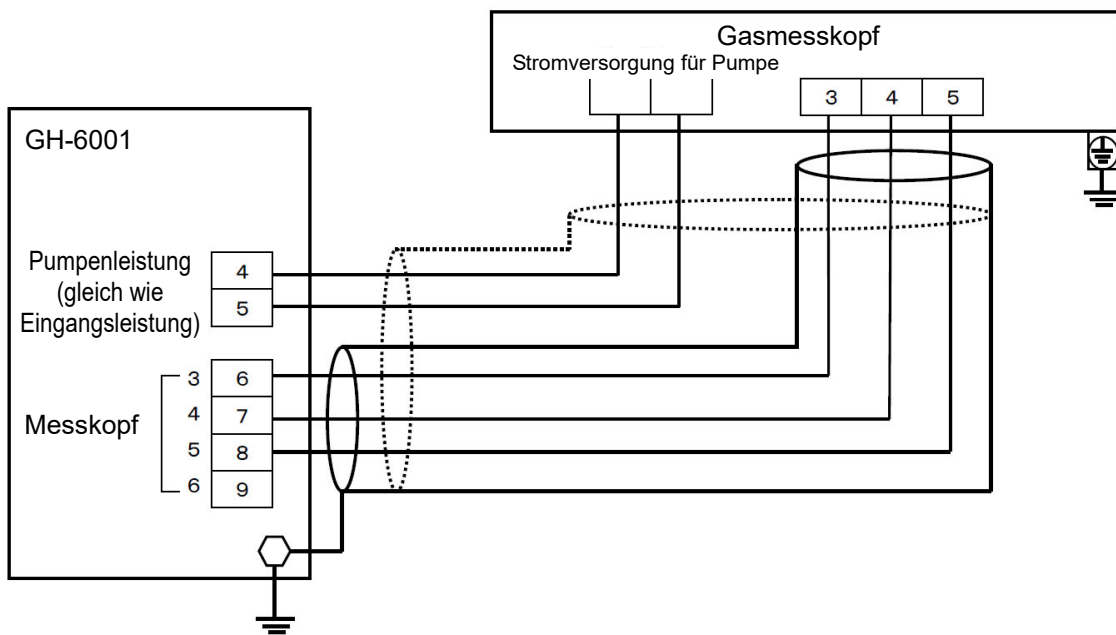 Gasmesskopf
Stromversorgung für Pumpe
3 4 5
GH-6001
Pumpenleistung
(gleich wie
Eingangsleistung)
4
5
Messkopf
3 6
4 7
5 8
6 9